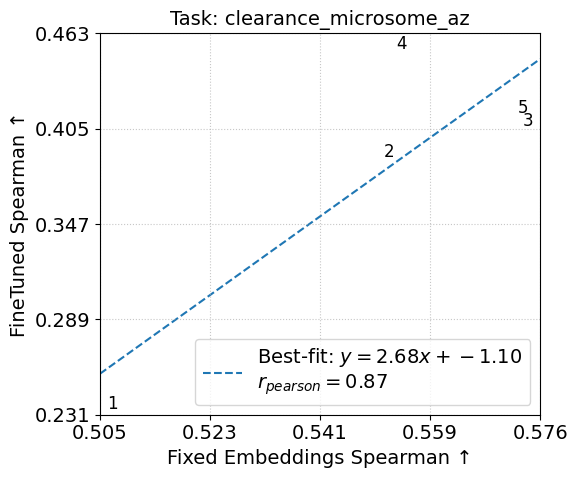 Task: clearance_microsome_az
FineTuned Spearman ↑
0.463
0.405
0.347
0.289
0.231
4
5
3
2
1
Best-fit: y = 2.68x + −1.10
r_pearson = 0.87
0.505 0.523 0.541 0.559 0.576
Fixed Embeddings Spearman ↑